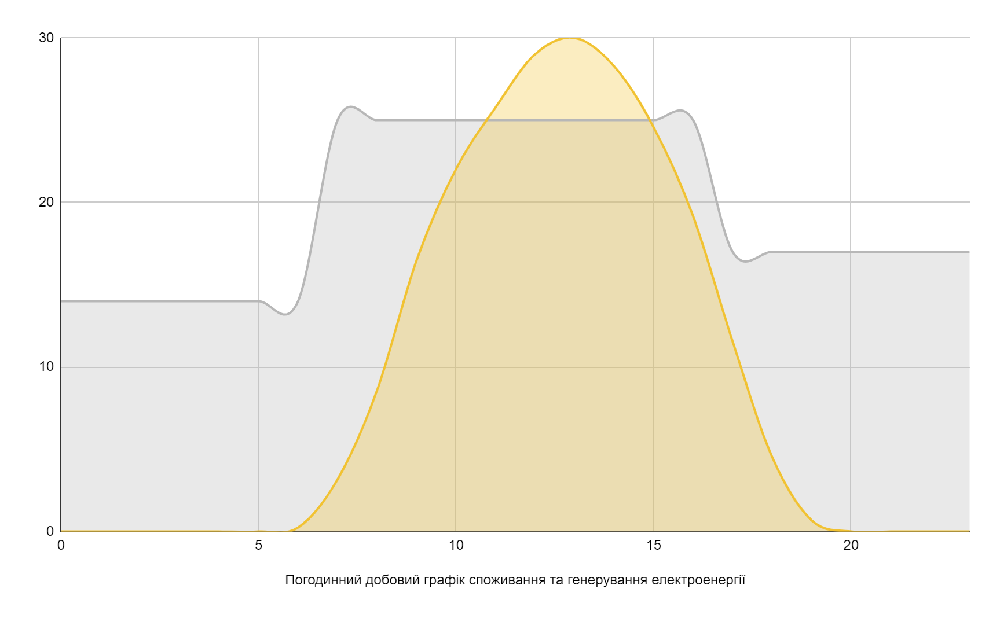 30
20
10
0
0 5 10 15 20
Погодинний добовий графік споживання та генерування електроенергії